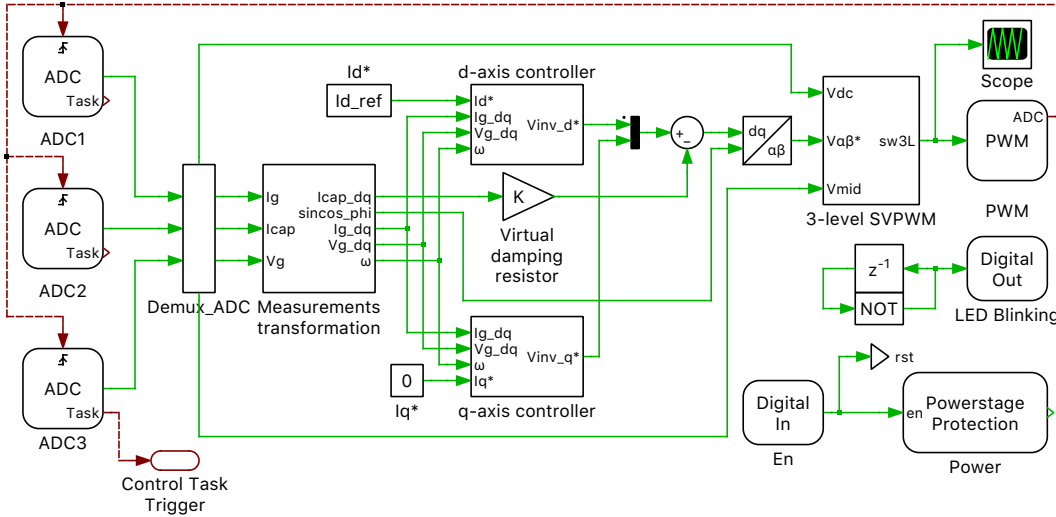 ADC
Task
ADC1
ADC
Task
ADC2
ADC
Task
ADC3
Control Task
Trigger
Demux_ADC
Ig
Icap
Vg
Icap_dq
sincos_phi
Ig_dq
Vg_dq
ω
Measurements
transformation
Id*
Id_ref
d-axis controller
Id*
Ig_dq
Vg_dq
ω
Vinv_d*
K
Virtual
damping
resistor
Ig_dq
Vg_dq
ω
Iq*
Vinv_q*
q-axis controller
0
Iq*
+
−
dq
αβ
Vdc
Vαβ*
Vmid
sw3L
3-level SVPWM
Scope
ADC
PWM
PWM
z-1
NOT
Digital
Out
LED Blinking
rst
Digital
In
En
en
Powerstage
Protection
Power